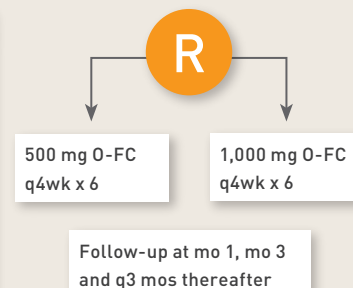 R
500 mg O-FC
q4wk x 6
1,000 mg O-FC
q4wk x 6
Follow-up at mo 1, mo 3
and q3 mos thereafter